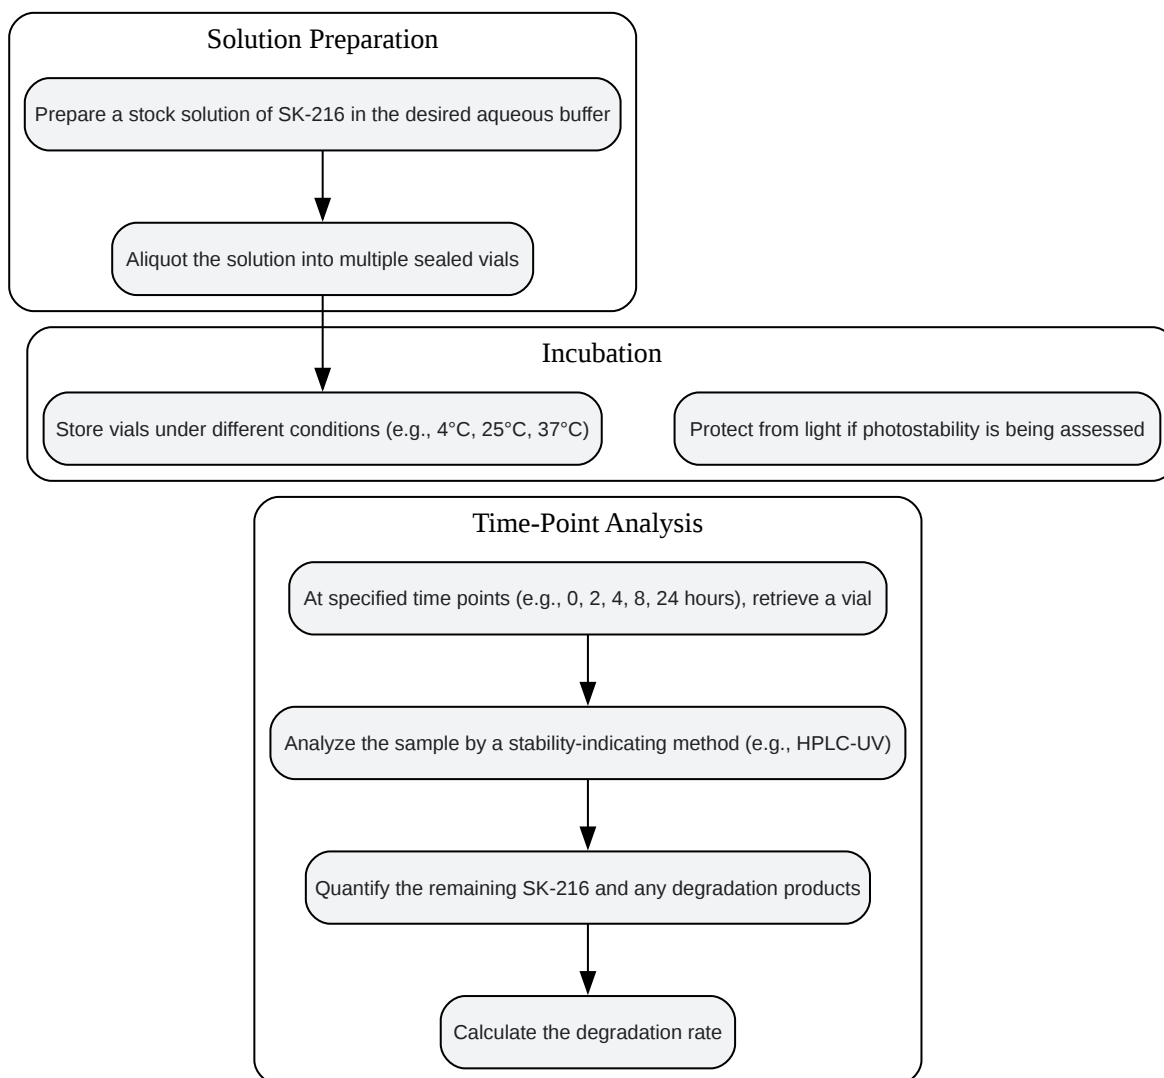 Solution Preparation
Prepare a stock solution of SK-216 in the desired aqueous buffer
Aliquot the solution into multiple sealed vials
Incubation
Store vials under different conditions (e.g., 4°C, 25°C, 37°C)
Protect from light if photostability is being assessed
Time-Point Analysis
At specified time points (e.g., 0, 2, 4, 8, 24 hours), retrieve a vial
Analyze the sample by a stability-indicating method (e.g., HPLC-UV)
Quantify the remaining SK-216 and any degradation products
Calculate the degradation rate